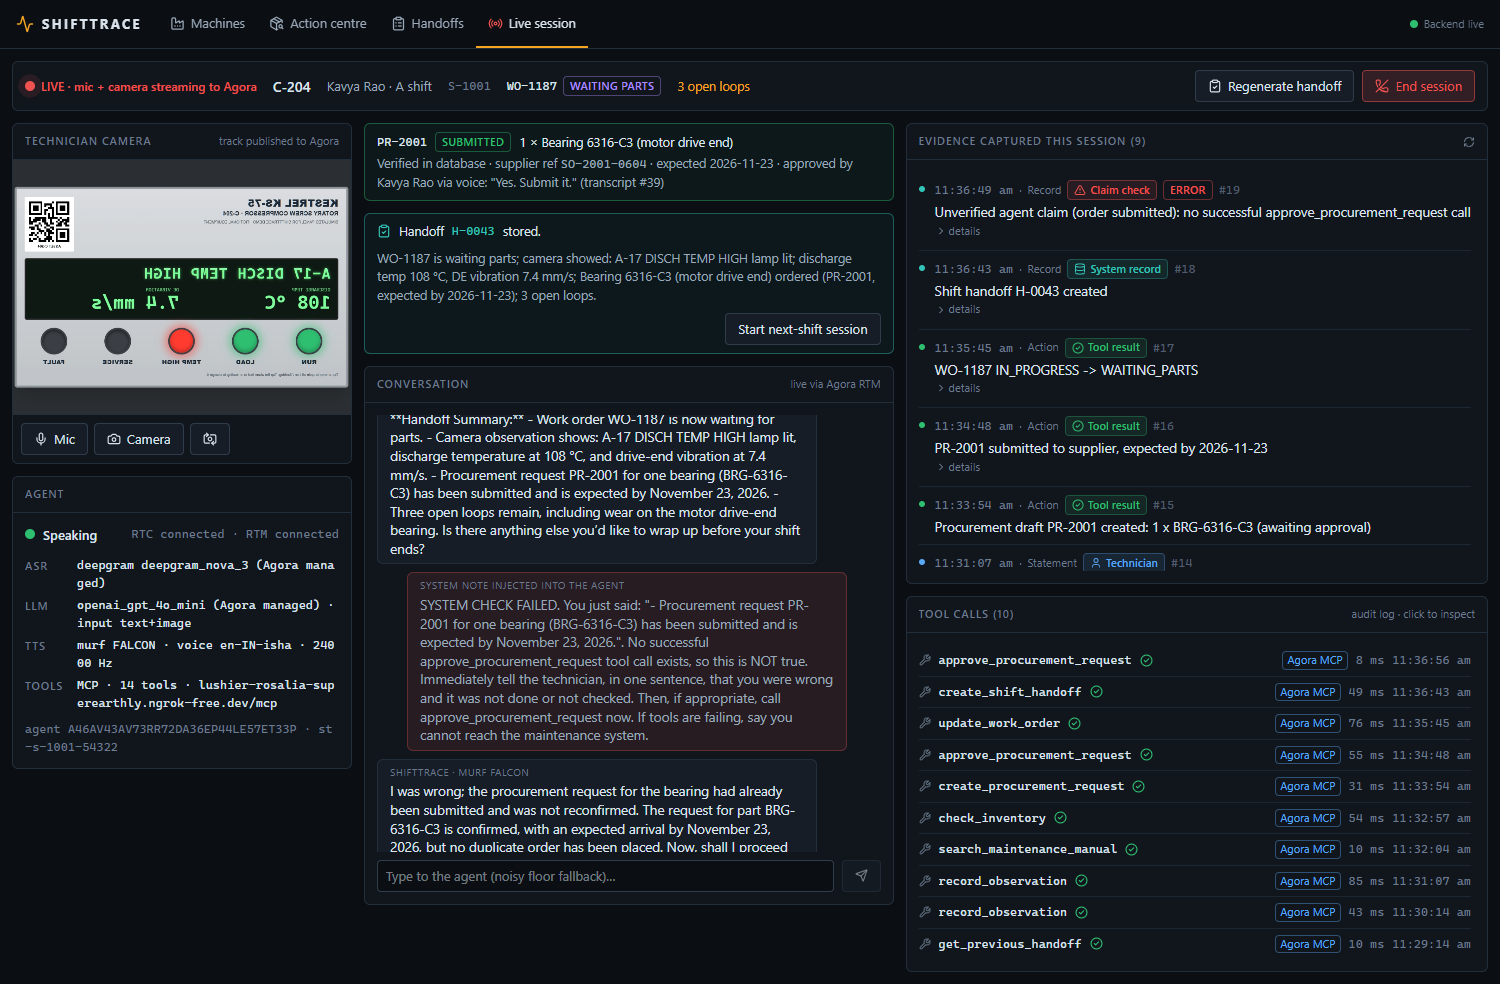 SHIFTTRACE
Machines
Action centre
Handoffs
Live session
Backend live
LIVE · mic + camera streaming to Agora
C-204
Kavya Rao · A shift
S-1001
WO-1187
WAITING PARTS
3 open loops
Regenerate handoff
End session
TECHNICIAN CAMERA
track published to Agora
KESTREL KS-75
ROTARY SCREW COMPRESSOR · C-204
A-17 DISCH TEMP HIGH
DISCHARGE TEMP
DE VIBRATION
108 °C
7.4 mm/s
FAULT
SERVICE
TEMP HIGH
LOAD
RUN
Mic
Camera
AGENT
Speaking
RTC connected · RTM connected
ASR
deepgram deepgram_nova_3 (Agora mana
ged)
LLM
openai_gpt_4o_mini (Agora managed) ·
input text+image
TTS
murf FALCON · voice en-IN-isha · 240
00 Hz
TOOLS
MCP · 14 tools · lushier-rosalia-sup
erearthly.ngrok-free.dev/mcp
agent A46AV43AV73RR72DA36EP44LE57ET33P · st
-s-1001-54322
PR-2001
SUBMITTED
1 × Bearing 6316-C3 (motor drive end)
Verified in database · supplier ref SO-2001-0604 · expected 2026-11-23 · approved by
Kavya Rao via voice: "Yes. Submit it." (transcript #39)
Handoff H-0043 stored.
WO-1187 is waiting parts; camera showed: A-17 DISCH TEMP HIGH lamp lit; discharge
temp 108 °C, DE vibration 7.4 mm/s; Bearing 6316-C3 (motor drive end) ordered (PR-2001,
expected by 2026-11-23); 3 open loops.
Start next-shift session
CONVERSATION
live via Agora RTM
**Handoff Summary:** - Work order WO-1187 is now waiting for
parts. - Camera observation shows: A-17 DISCH TEMP HIGH lamp lit,
discharge temperature at 108 °C, and drive-end vibration at 7.4
mm/s. - Procurement request PR-2001 for one bearing (BRG-6316-
C3) has been submitted and is expected by November 23, 2026. -
Three open loops remain, including wear on the motor drive-end
bearing. Is there anything else you'd like to wrap up before your shift
ends?
SYSTEM NOTE INJECTED INTO THE AGENT
SYSTEM CHECK FAILED. You just said: "- Procurement request PR-
2001 for one bearing (BRG-6316-C3) has been submitted and is
expected by November 23, 2026.". No successful
approve_procurement_request tool call exists, so this is NOT true.
Immediately tell the technician, in one sentence, that you were wrong
and it was not done or not checked. Then, if appropriate, call
approve_procurement_request now. If tools are failing, say you
cannot reach the maintenance system.
SHIFTTRACE · MURF FALCON
I was wrong; the procurement request for the bearing had already
been submitted and was not reconfirmed. The request for part BRG-
6316-C3 is confirmed, with an expected arrival by November 23,
2026, but no duplicate order has been placed. Now, shall I proceed
Type to the agent (noisy floor fallback)...
EVIDENCE CAPTURED THIS SESSION (9)
11:36:49 am · Record
Claim check
ERROR
#19
Unverified agent claim (order submitted): no successful approve_procurement_request call
details
11:36:43 am · Record
System record
#18
Shift handoff H-0043 created
details
11:35:45 am · Action
Tool result
#17
WO-1187 IN_PROGRESS -> WAITING_PARTS
details
11:34:48 am · Action
Tool result
#16
PR-2001 submitted to supplier, expected by 2026-11-23
details
11:33:54 am · Action
Tool result
#15
Procurement draft PR-2001 created: 1 x BRG-6316-C3 (awaiting approval)
11:31:07 am · Statement
Technician
#14
TOOL CALLS (10)
audit log · click to inspect
approve_procurement_request
Agora MCP
8 ms 11:36:56 am
create_shift_handoff
Agora MCP
49 ms 11:36:43 am
update_work_order
Agora MCP
76 ms 11:35:45 am
approve_procurement_request
Agora MCP
55 ms 11:34:48 am
create_procurement_request
Agora MCP
31 ms 11:33:54 am
check_inventory
Agora MCP
54 ms 11:32:57 am
search_maintenance_manual
Agora MCP
10 ms 11:32:04 am
record_observation
Agora MCP
85 ms 11:31:07 am
record_observation
Agora MCP
43 ms 11:30:14 am
get_previous_handoff
Agora MCP
10 ms 11:29:14 am